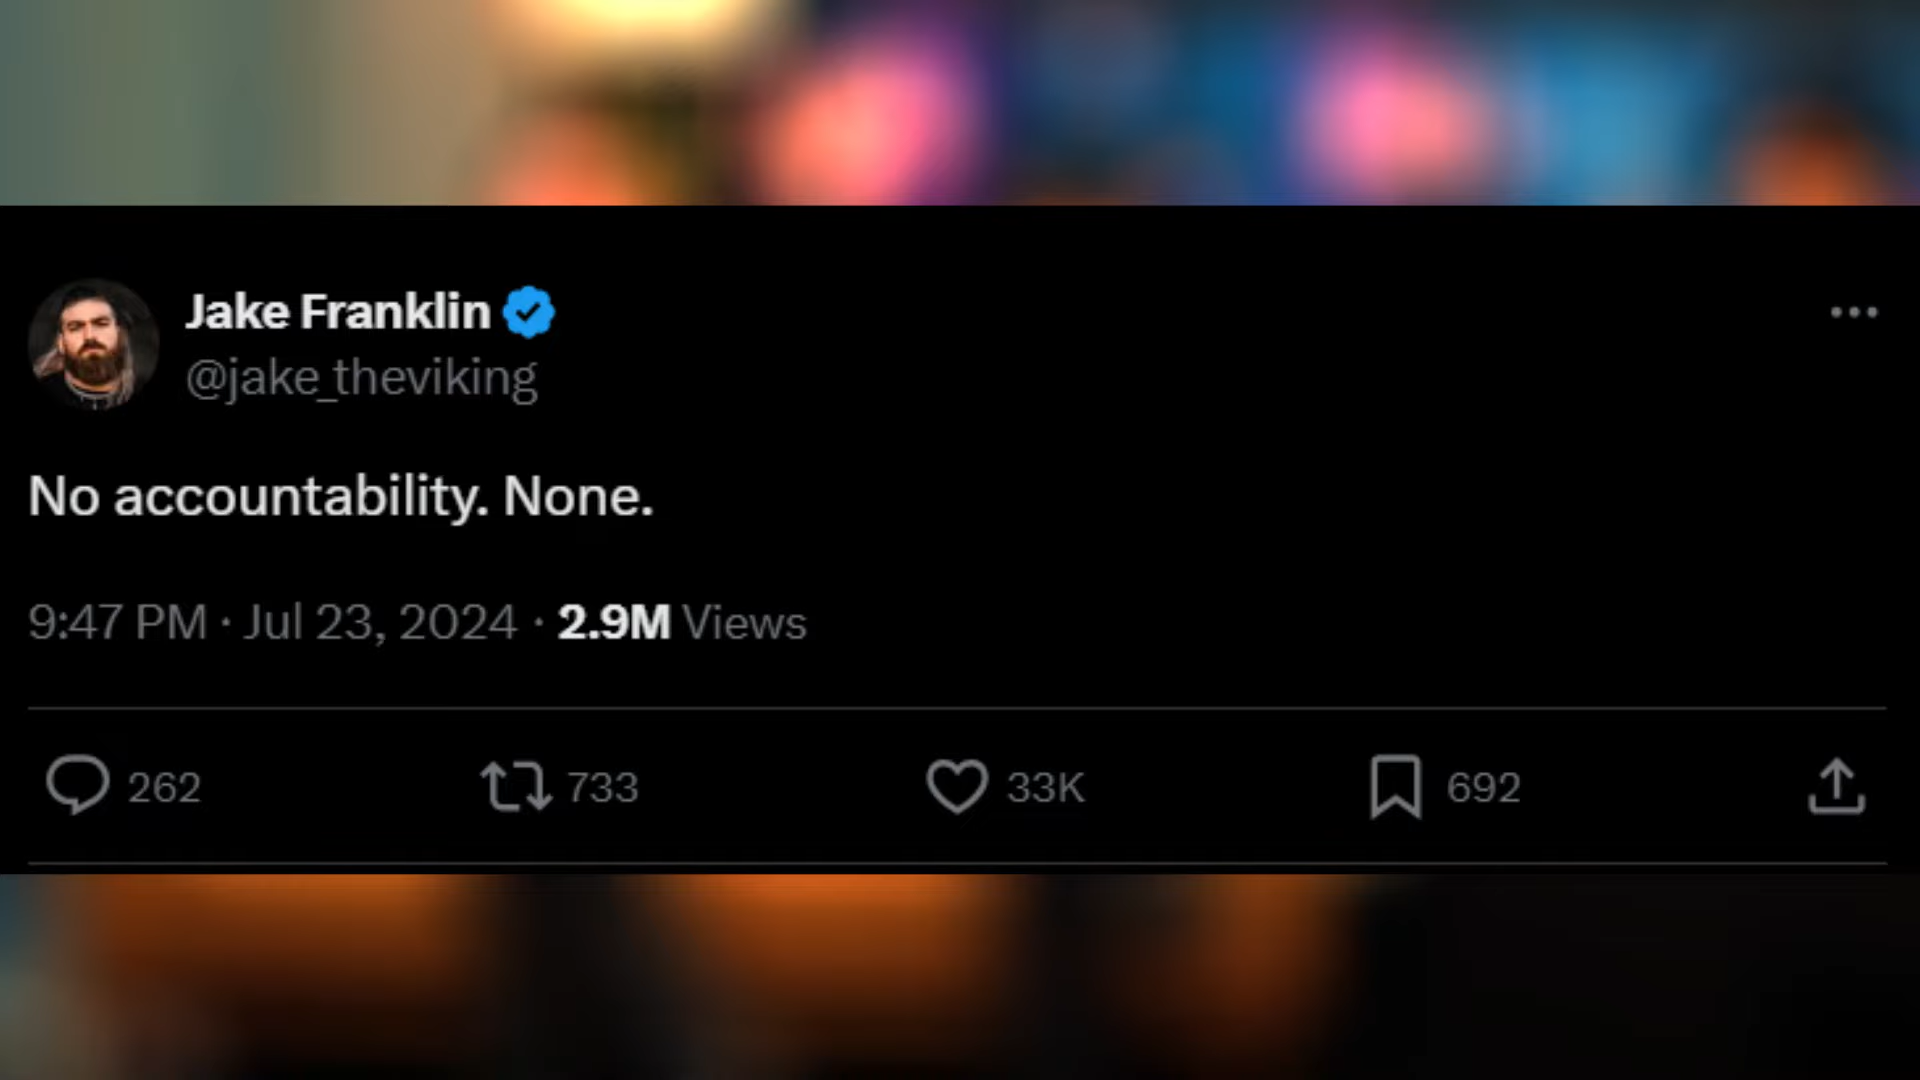 Jake Franklin
@jake_theviking
No accountability. None.
9:47 PM · Jul 23, 2024 · 2.9M Views
262 733 33K 692